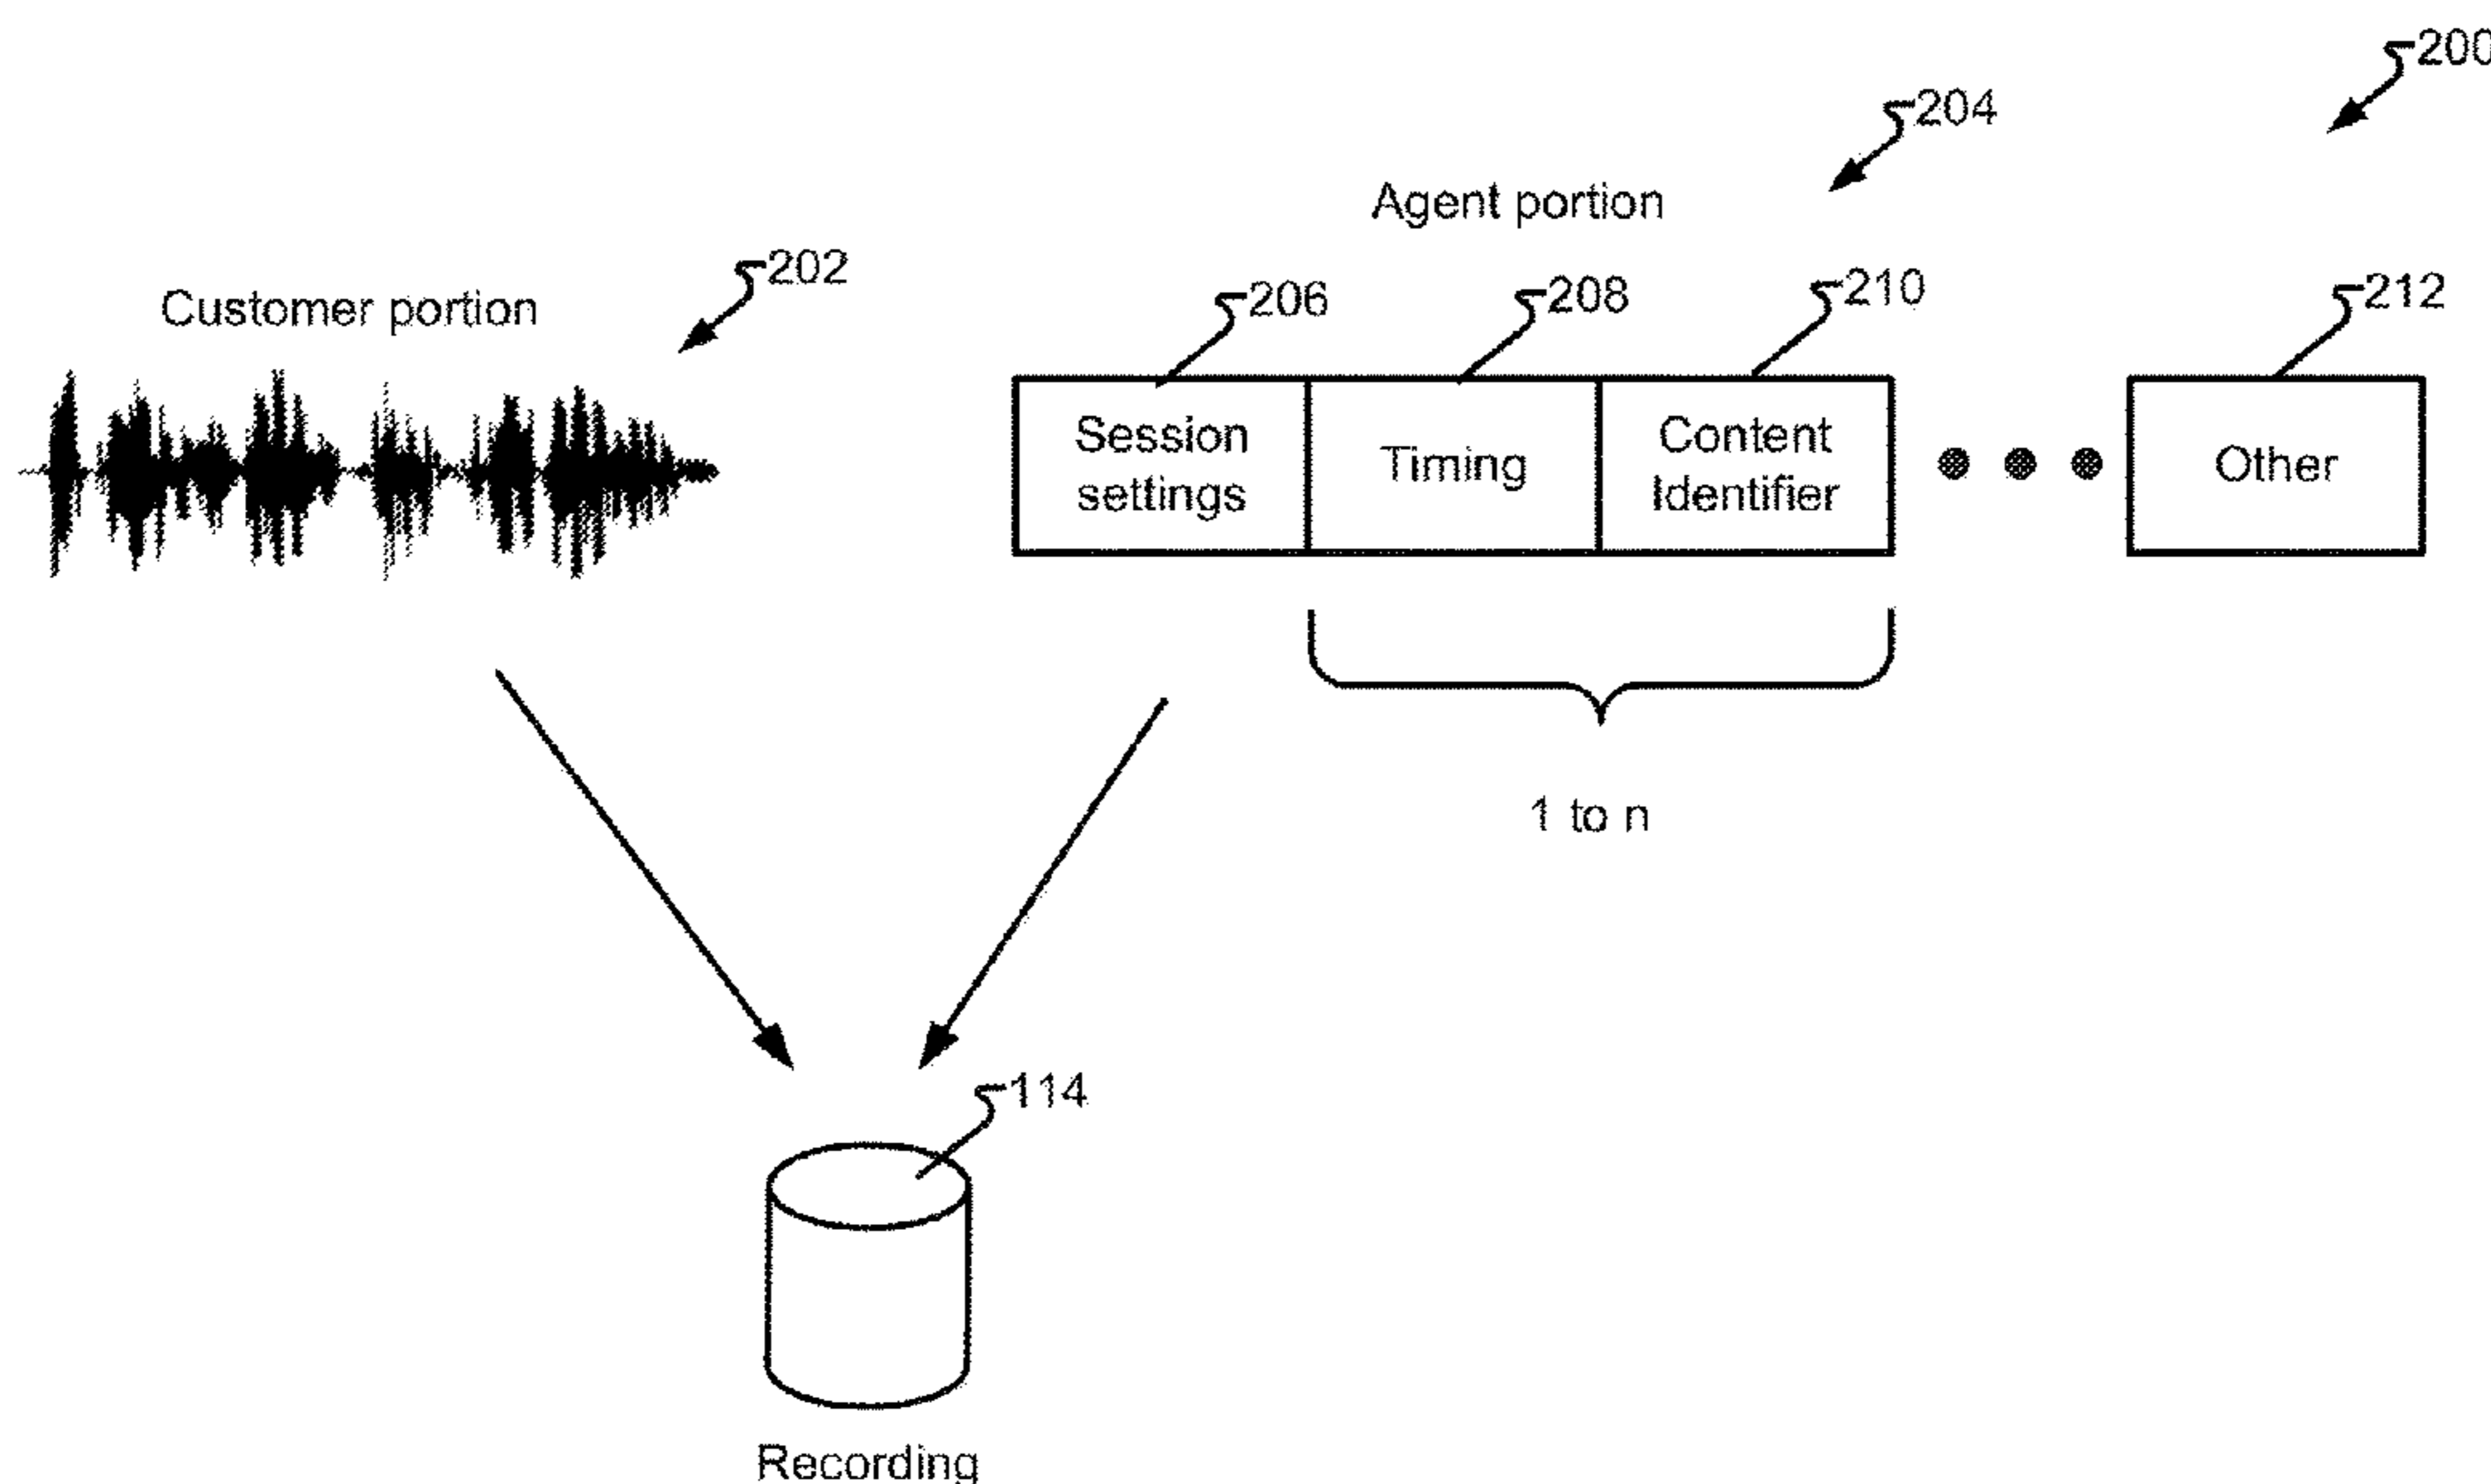 200
204
Agent portion
202
Customer portion
206
208
210
212
Session
settings
Timing
Content
Identifier
Other
1 to n
114
Recording